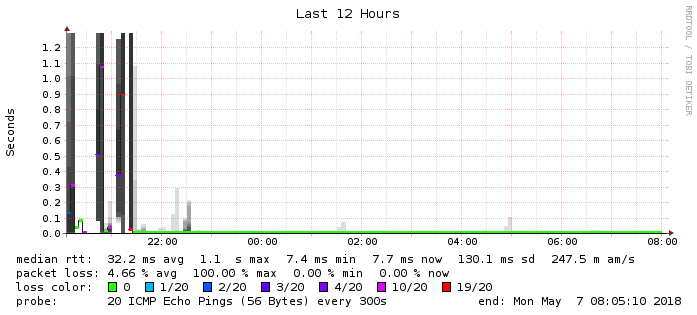 Last 12 Hours
RRDTOOL / TOBI OETIKER
Seconds
1.2
1.1
1.0
0.9
0.8
0.7
0.6
0.5
0.4
0.3
0.2
0.1
0.0
22:00 00:00 02:00 04:00 06:00 08:00
median rtt: 32.2 ms avg 1.1 s max 7.4 ms min 7.7 ms now 130.1 ms sd 247.5 m am/s
packet loss: 4.66 % avg 100.00 % max 0.00 % min 0.00 % now
loss color: 0 1/20 2/20 3/20 4/20 10/20 19/20
probe: 20 ICMP Echo Pings (56 Bytes) every 300s end: Mon May 7 08:05:10 2018